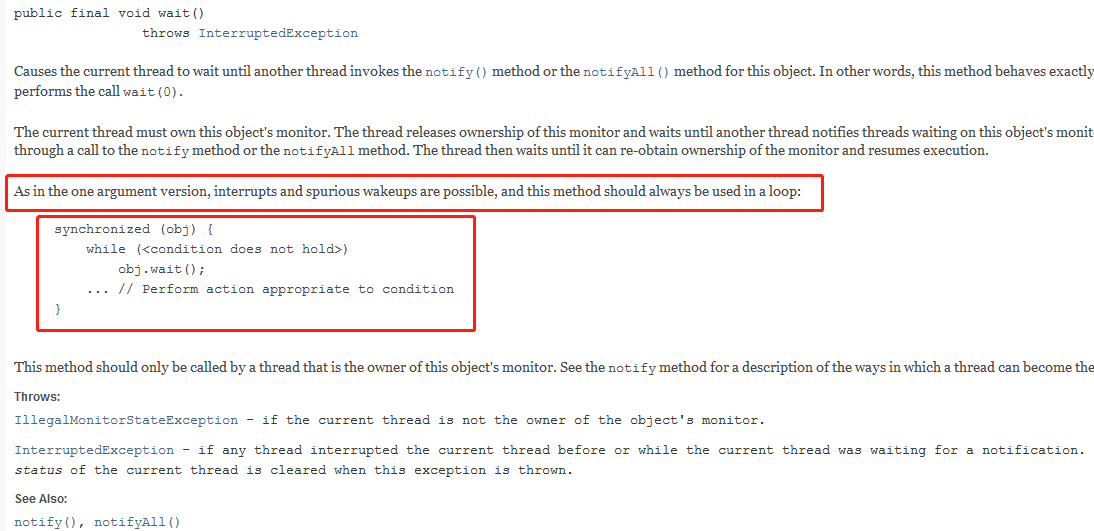 public final void wait()
throws InterruptedException
Causes the current thread to wait until another thread invokes the notify() method or the notifyAll() method for this object. In other words, this method behaves exactly
performs the call wait(0).
The current thread must own this object's monitor. The thread releases ownership of this monitor and waits until another thread notifies threads waiting on this object's monit
through a call to the notify method or the notifyAll method. The thread then waits until it can re-obtain ownership of the monitor and resumes execution.
As in the one argument version, interrupts and spurious wakeups are possible, and this method should always be used in a loop:
synchronized (obj) {
while (<condition does not hold>)
obj.wait();
... // Perform action appropriate to condition
}
This method should only be called by a thread that is the owner of this object's monitor. See the notify method for a description of the ways in which a thread can become the
Throws:
IllegalMonitorStateException - if the current thread is not the owner of the object's monitor.
InterruptedException - if any thread interrupted the current thread before or while the current thread was waiting for a notification.
status of the current thread is cleared when this exception is thrown.
See Also:
notify(), notifyAll()